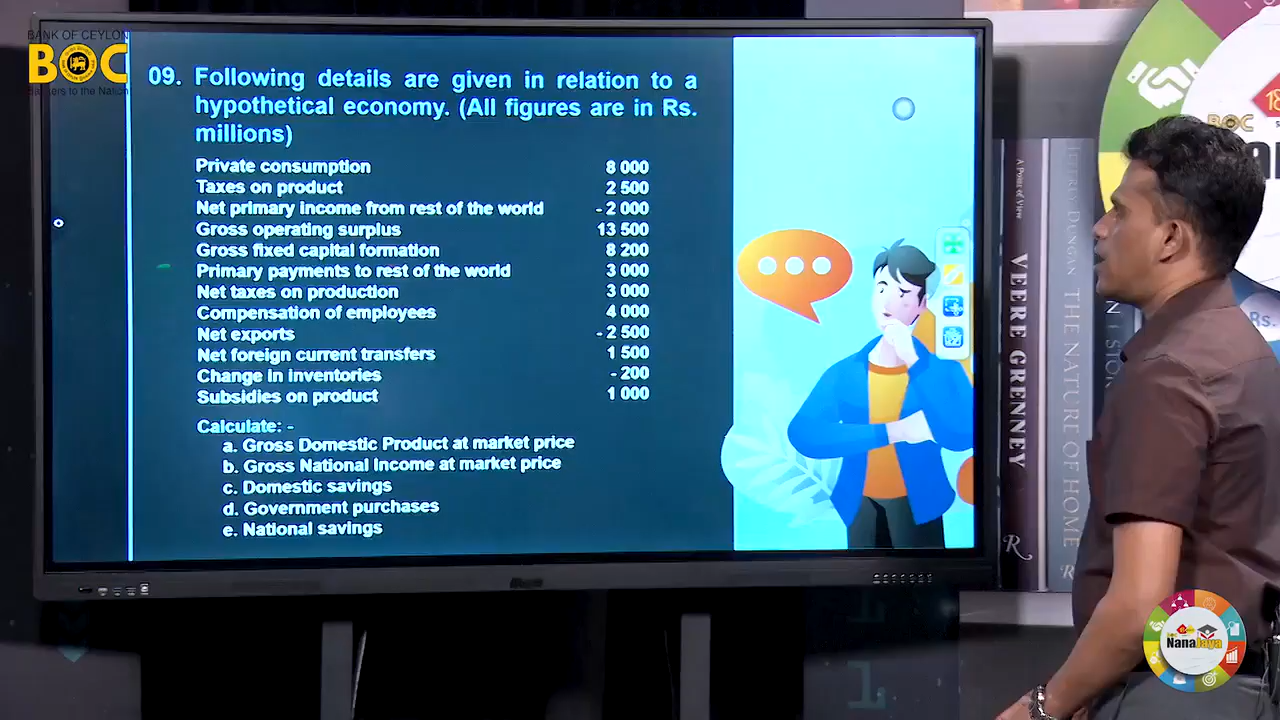 BANK OF CEYLON
BOC
Bankers to the Nation
09. Following details are given in relation to a
hypothetical economy. (All figures are in Rs.
millions)
Private consumption 8 000
Taxes on product 2 500
Net primary income from rest of the world - 2 000
Gross operating surplus 13 500
Gross fixed capital formation 8 200
Primary payments to rest of the world 3 000
Net taxes on production 3 000
Compensation of employees 4 000
Net exports - 2 500
Net foreign current transfers 1 500
Change in inventories - 200
Subsidies on product 1 000
Calculate: -
a. Gross Domestic Product at market price
b. Gross National Income at market price
c. Domestic savings
d. Government purchases
e. National savings
A Point of View
VEERE GRENNEY
JEFFREY DUNGAN THE NATURE OF HOME
R
R
BOC
Rs.
NanaJaya